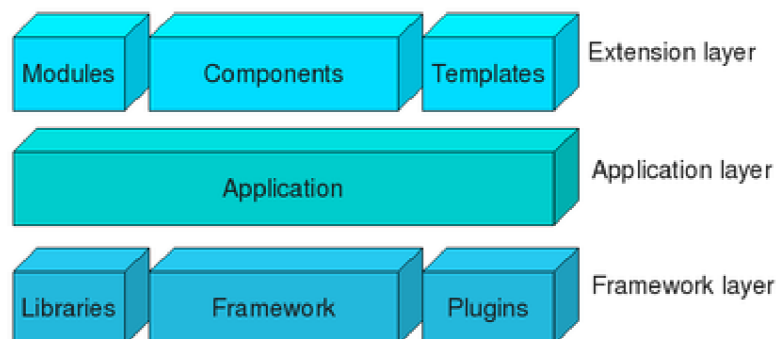 Modules Components Templates Extension layer
Application Application layer
Libraries Framework Plugins Framework layer